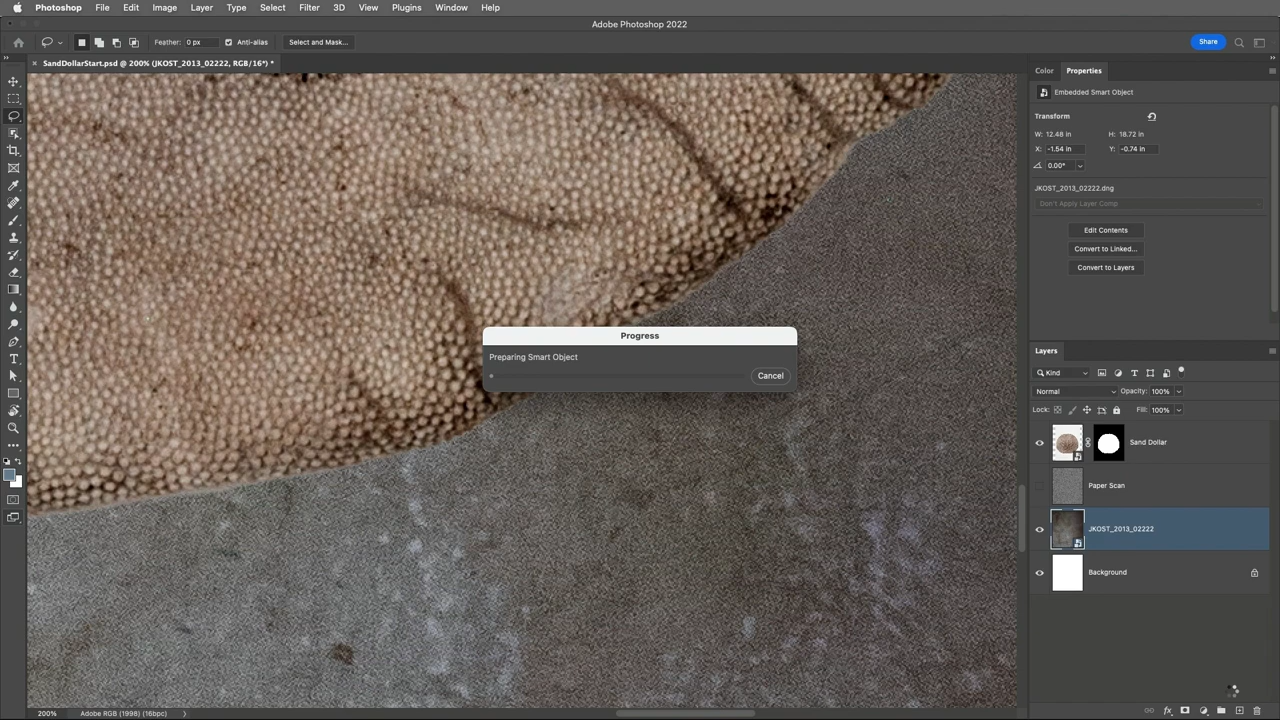 Photoshop File Edit Image Layer Type Select Filter 3D View Plugins Window Help
Adobe Photoshop 2022
Feather: 0 px Anti-alias Select and Mask... Share
SandDollarStart.psd @ 200% (JKOST_2013_02222, RGB/16*) *
Color Properties
Embedded Smart Object
Transform
W: 12.48 in H: 18.72 in
X: -1.54 in Y: -0.74 in
0.00°
JKOST_2013_02222.dng
Don't Apply Layer Comp
Edit Contents
Convert to Linked...
Convert to Layers
Progress
Preparing Smart Object
Cancel
Layers
Kind
Normal Opacity: 100%
Lock: Fill: 100%
Sand Dollar
Paper Scan
JKOST_2013_02222
Background
200% Adobe RGB (1998) (16bpc)